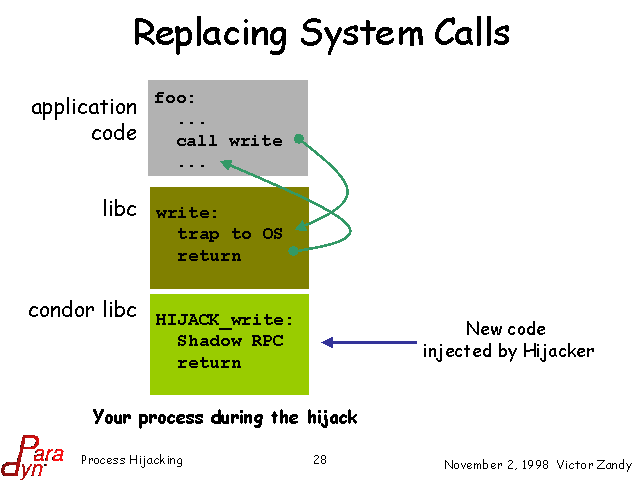 Replacing System Calls
application
code
foo:
...
call write
...
libc
write:
trap to OS
return
condor libc
HIJACK_write:
Shadow RPC
return
New code
injected by Hijacker
Your process during the hijack
Para
dyn
Process Hijacking
28
November 2, 1998 Victor Zandy